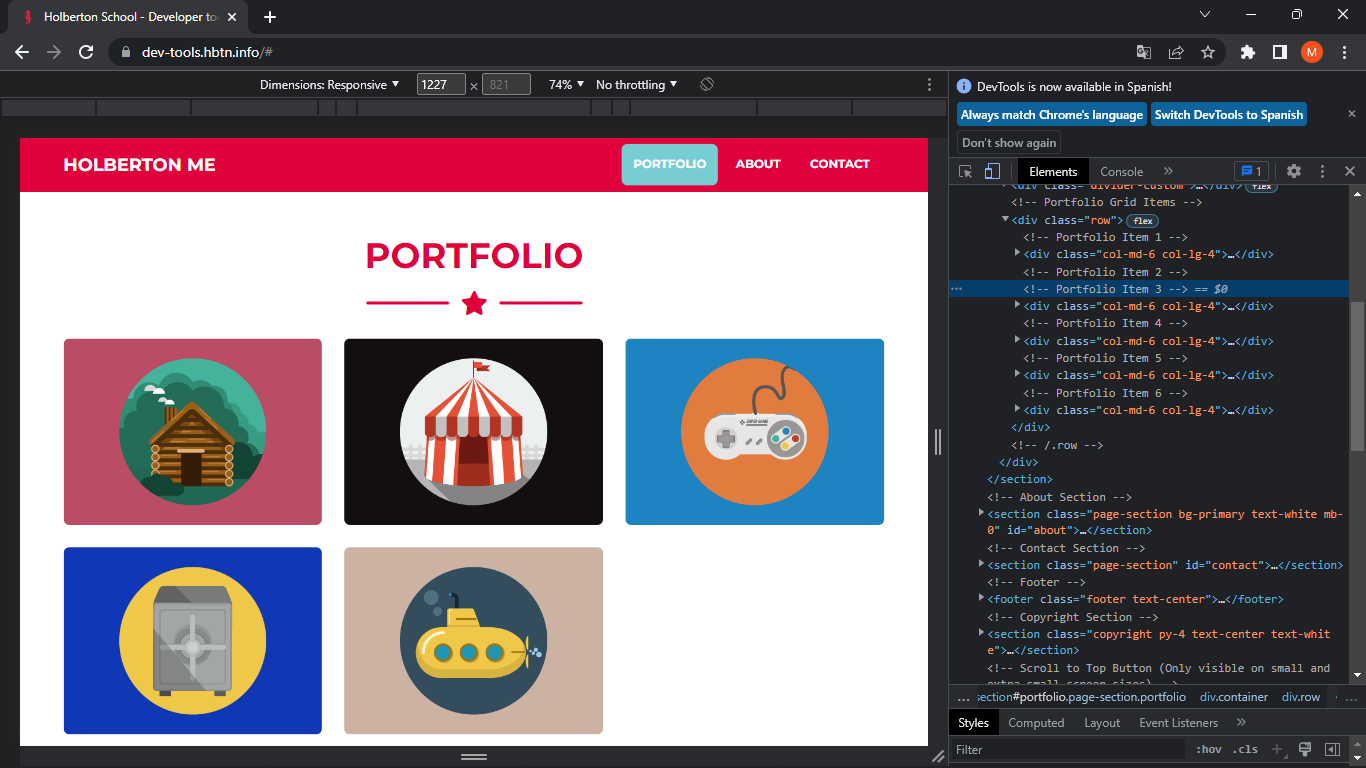 Holberton School - Developer to
dev-tools.hbtn.info/#
M
Dimensions: Responsive
1227
×
821
74%
No throttling
HOLBERTON ME
PORTFOLIO
ABOUT
CONTACT
PORTFOLIO
SUPER GAME
DevTools is now available in Spanish!
Always match Chrome's language
Switch DevTools to Spanish
Don't show again
Elements
Console
1
<div class="divider-custom">…</div> flex
<!-- Portfolio Grid Items -->
<div class="row"> flex
<!-- Portfolio Item 1 -->
<div class="col-md-6 col-lg-4">…</div>
<!-- Portfolio Item 2 -->
<!-- Portfolio Item 3 --> == $0
<div class="col-md-6 col-lg-4">…</div>
<!-- Portfolio Item 4 -->
<div class="col-md-6 col-lg-4">…</div>
<!-- Portfolio Item 5 -->
<div class="col-md-6 col-lg-4">…</div>
<!-- Portfolio Item 6 -->
<div class="col-md-6 col-lg-4">…</div>
</div>
<!-- /.row -->
</div>
</section>
<!-- About Section -->
<section class="page-section bg-primary text-white mb-
0" id="about">…</section>
<!-- Contact Section -->
<section class="page-section" id="contact">…</section>
<!-- Footer -->
<footer class="footer text-center">…</footer>
<!-- Copyright Section -->
<section class="copyright py-4 text-center text-whit
e">…</section>
<!-- Scroll to Top Button (Only visible on small and
extra-small screen sizes) -->
... section#portfolio.page-section.portfolio div.container div.row ...
Styles
Computed
Layout
Event Listeners
Filter
:hov
.cls